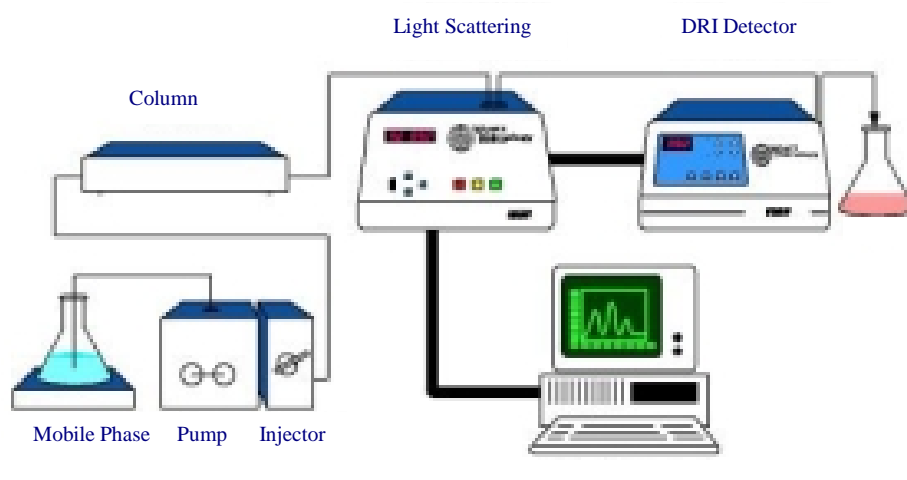 Light Scattering
DRI Detector
Column
Mobile Phase
Pump
Injector